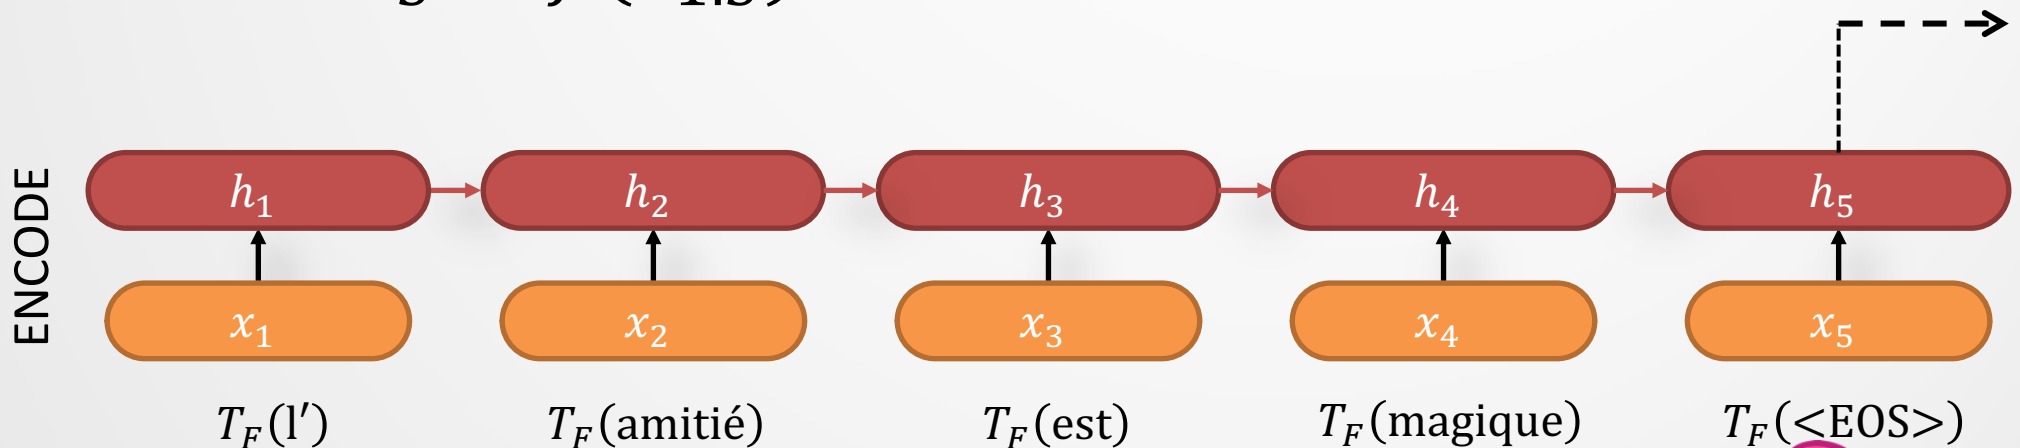 ENCODE
h₁ h₂ h₃ h₄ h₅
x₁ x₂ x₃ x₄ x₅
T_F(l′) T_F(amitié) T_F(est) T_F(magique) T_F(<EOS>)